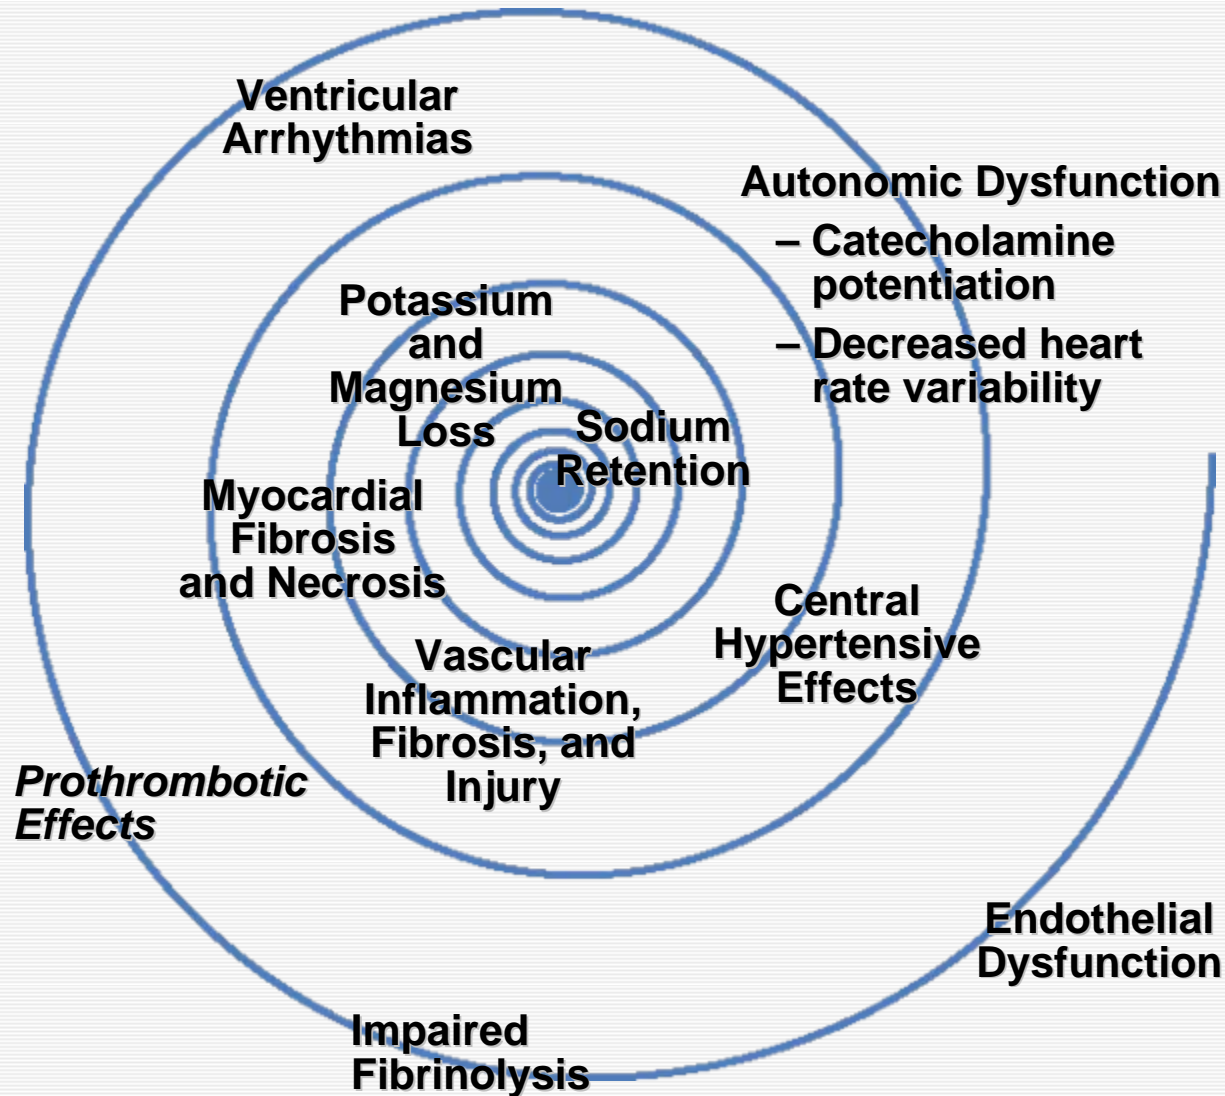 Ventricular
Arrhythmias
Autonomic Dysfunction
– Catecholamine
potentiation
– Decreased heart
rate variability
Potassium
and
Magnesium
Loss
Sodium
Retention
Myocardial
Fibrosis
and Necrosis
Central
Hypertensive
Effects
Vascular
Inflammation,
Fibrosis, and
Injury
Prothrombotic
Effects
Endothelial
Dysfunction
Impaired
Fibrinolysis